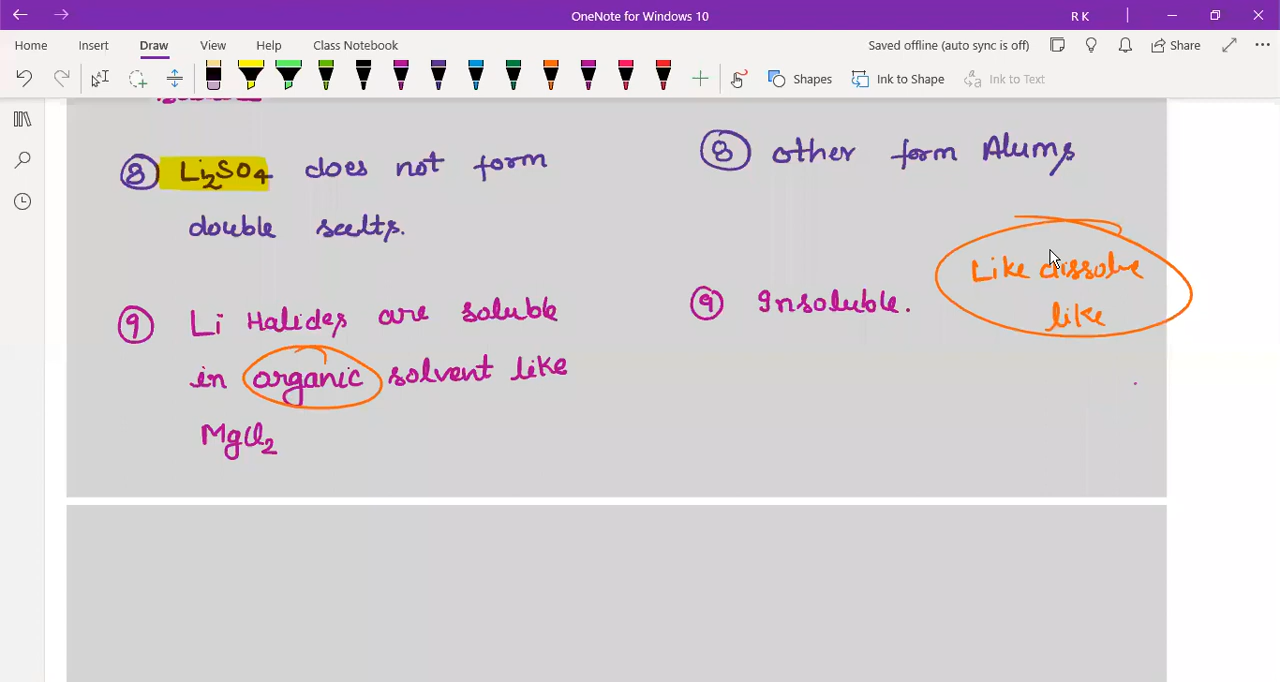 OneNote for Windows 10
R K
Home Insert Draw View Help Class Notebook
Saved offline (auto sync is off) Share
Shapes Ink to Shape Ink to Text
8 Li2SO4 does not form
double salts.
8 other form Alums
9 Li Halides are soluble
in organic solvent like
MgCl2
9 Insoluble.
Like dissolve
like